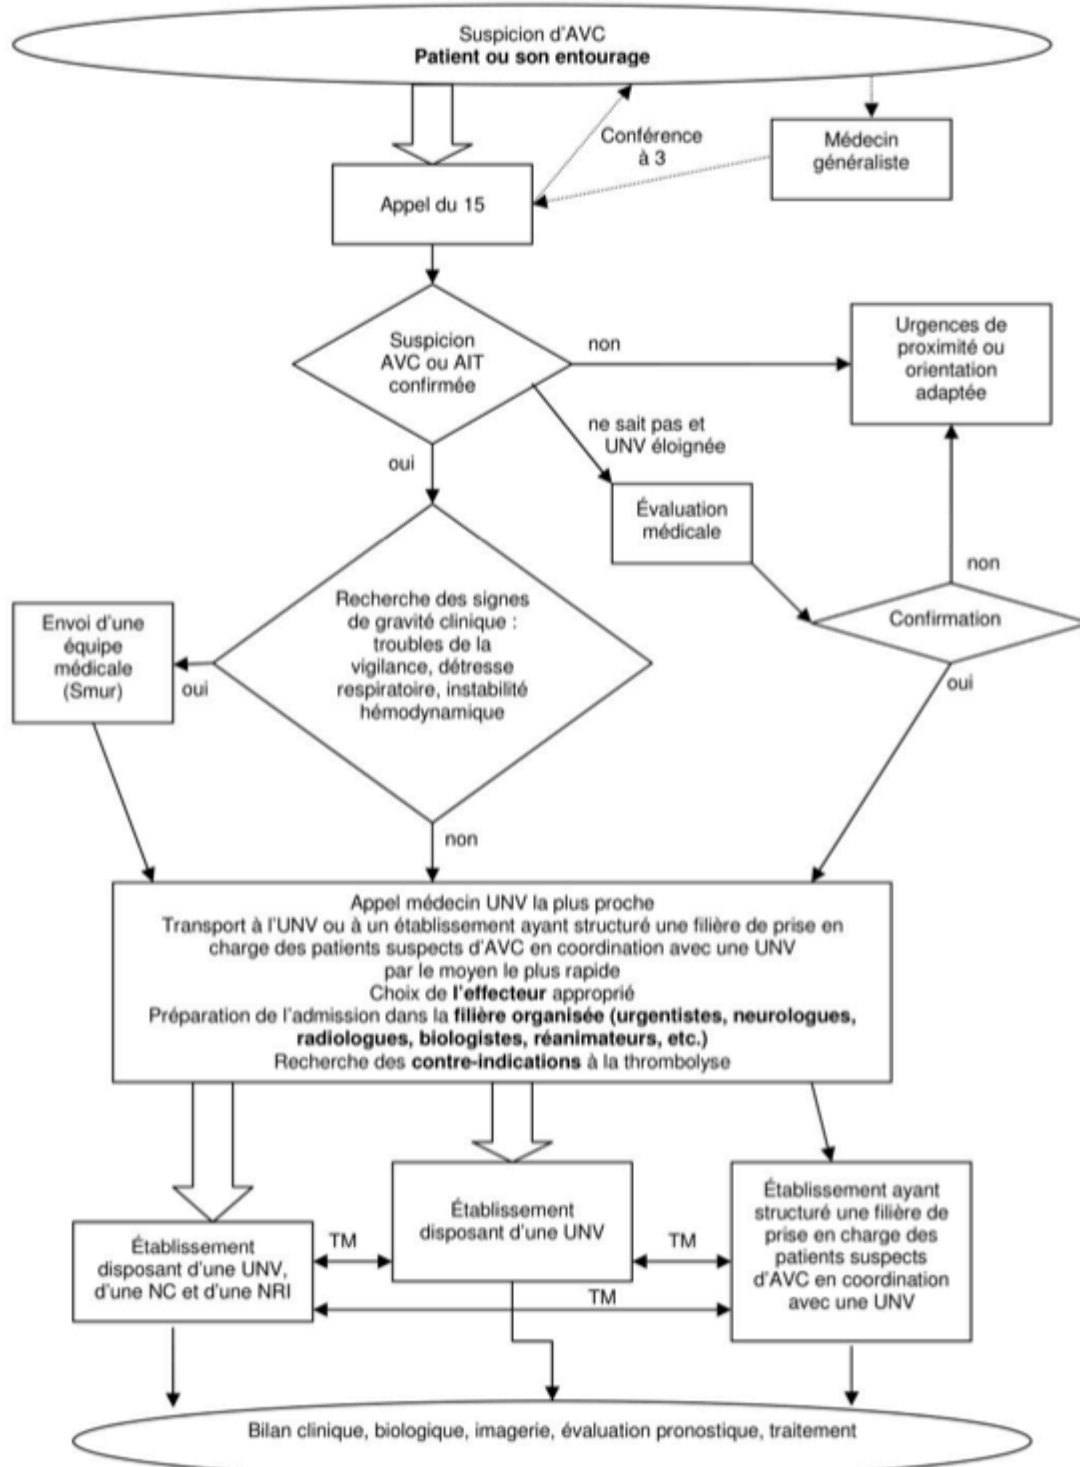 Suspicion d'AVC
Patient ou son entourage
Conférence
à 3
Médecin
généraliste
Appel du 15
Suspicion
AVC ou AIT
confirmée
non
Urgences de
proximité ou
orientation
adaptée
ne sait pas et
UNV éloignée
oui
Évaluation
médicale
non
Confirmation
oui
Recherche des signes
de gravité clinique :
troubles de la
vigilance, détresse
respiratoire, instabilité
hémodynamique
Envoi d'une
équipe
médicale
(Smur)
oui
non
Appel médecin UNV la plus proche
Transport à l'UNV ou à un établissement ayant structuré une filière de prise en
charge des patients suspects d'AVC en coordination avec une UNV
par le moyen le plus rapide
Choix de l'effecteur approprié
Préparation de l'admission dans la filière organisée (urgentistes, neurologues,
radiologues, biologistes, réanimateurs, etc.)
Recherche des contre-indications à la thrombolyse
Établissement
disposant d'une UNV,
d'une NC et d'une NRI
TM
Établissement
disposant d'une UNV
TM
Établissement ayant
structuré une filière de
prise en charge des
patients suspects
d'AVC en coordination
avec une UNV
TM
Bilan clinique, biologique, imagerie, évaluation pronostique, traitement